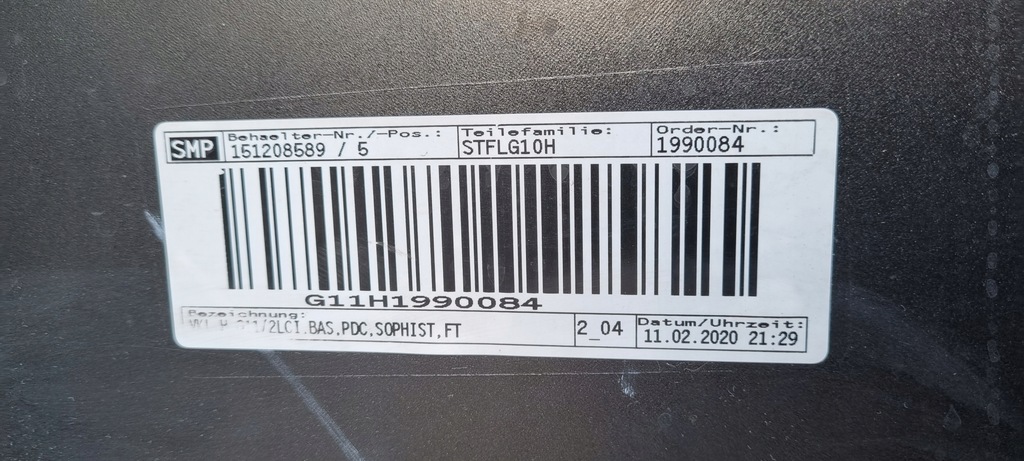 SMP
Behaelter-Nr./-Pos.:
151208589 / 5
Teilefamilie:
STFLG10H
Order-Nr.:
1990084
G11H1990084
Bezeichnung:
H G11/2LCI,BAS,PDC,SOPHIST,FT
2_04
Datum/Uhrzeit:
11.02.2020 21:29